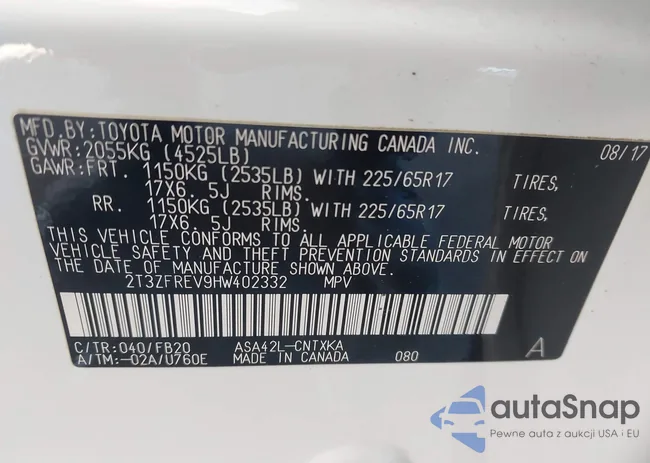 MFD.BY:TOYOTA MOTOR MANUFACTURING CANADA INC. 08/17
GVWR:2055KG (4525LB)
GAWR:FRT. 1150KG (2535LB) WITH 225/65R17 TIRES,
17X6.5J RIMS.
RR. 1150KG (2535LB) WITH 225/65R17 TIRES,
17X6.5J RIMS.
THIS VEHICLE CONFORMS TO ALL APPLICABLE FEDERAL MOTOR
VEHICLE SAFETY AND THEFT PREVENTION STANDARDS IN EFFECT ON
THE DATE OF MANUFACTURE SHOWN ABOVE.
2T3ZFREV9HW402332 MPV
C/TR:040/FB20 ASA42L-CNTXKA
A/TM:-02A/U760E MADE IN CANADA 080 A
autaSnap
Pewne auta z aukcji USA i EU